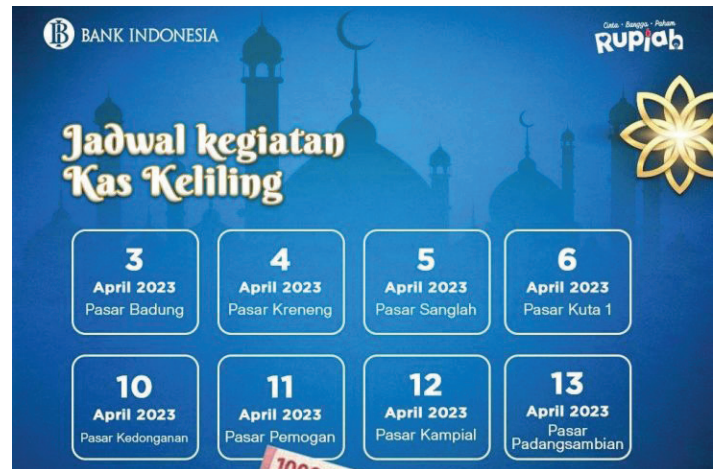 BANK INDONESIA
Cinta - Bangga - Paham
Rupiah
Jadwal kegiatan
Kas Keliling
3
April 2023
Pasar Badung
4
April 2023
Pasar Kreneng
5
April 2023
Pasar Sanglah
6
April 2023
Pasar Kuta 1
10
April 2023
Pasar Kedonganan
11
April 2023
Pasar Pemogan
12
April 2023
Pasar Kampial
13
April 2023
Pasar
Padangsambian